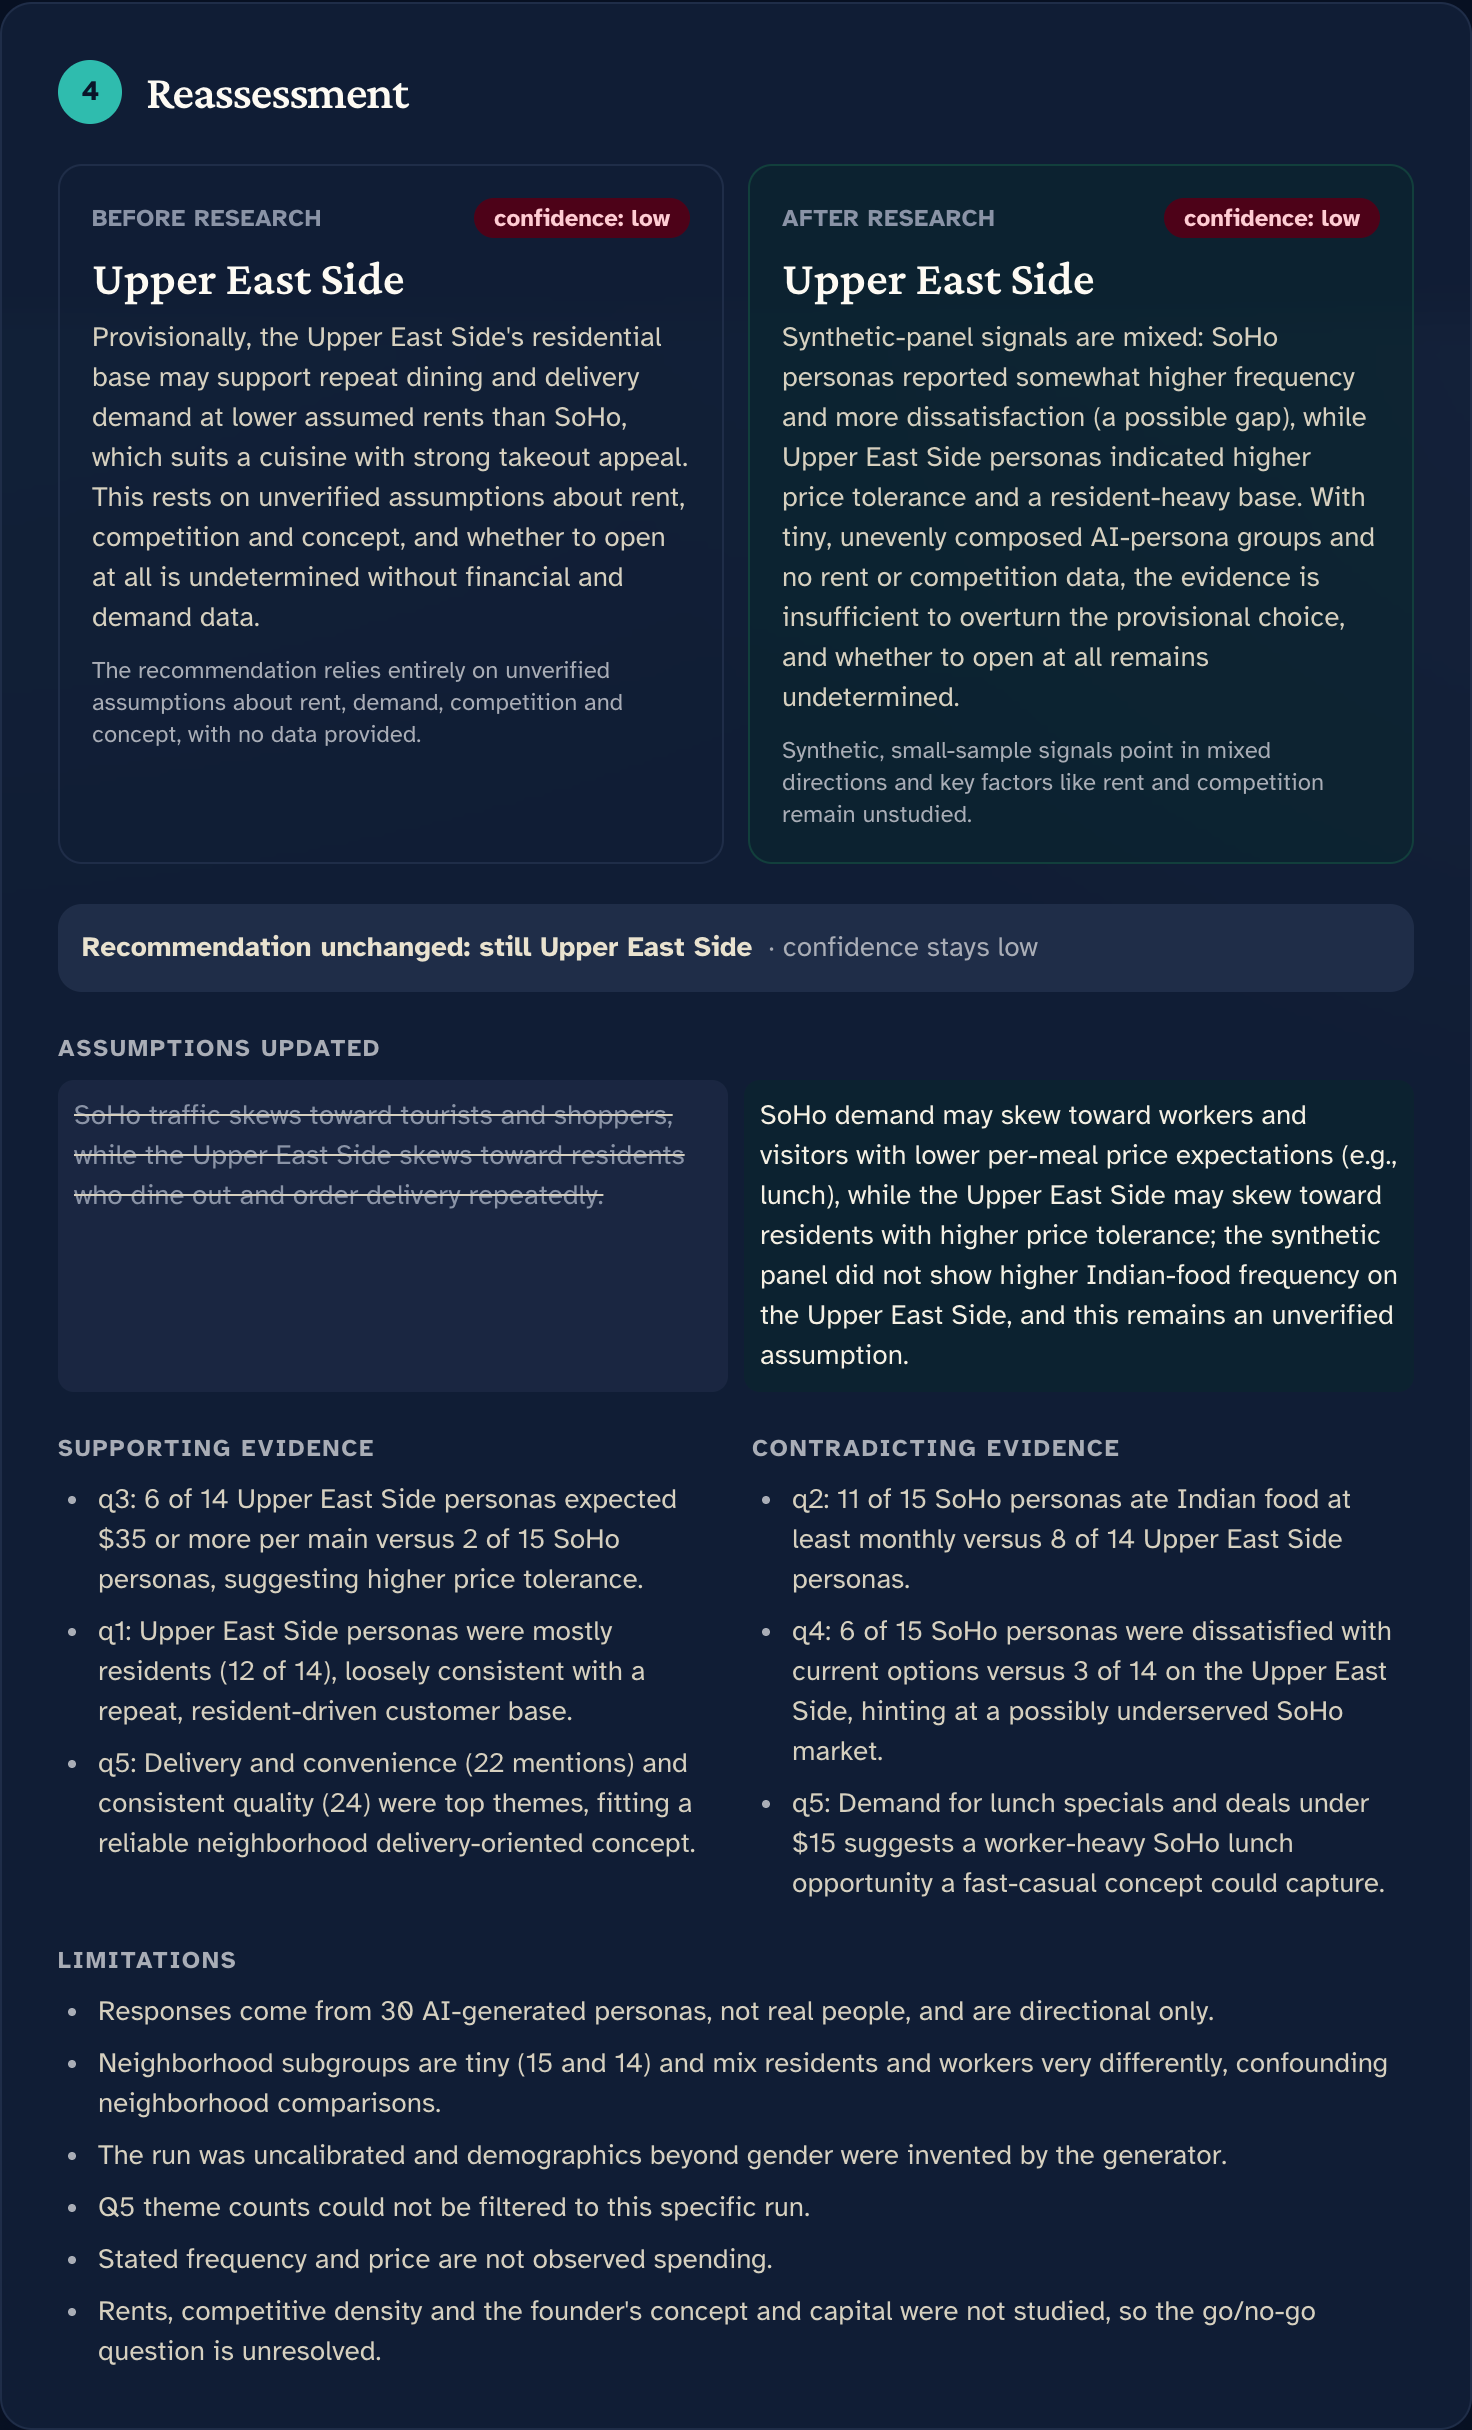 4
Reassessment
BEFORE RESEARCH
confidence: low
Upper East Side
Provisionally, the Upper East Side's residential
base may support repeat dining and delivery
demand at lower assumed rents than SoHo,
which suits a cuisine with strong takeout appeal.
This rests on unverified assumptions about rent,
competition and concept, and whether to open
at all is undetermined without financial and
demand data.
The recommendation relies entirely on unverified
assumptions about rent, demand, competition and
concept, with no data provided.
AFTER RESEARCH
confidence: low
Upper East Side
Synthetic-panel signals are mixed: SoHo
personas reported somewhat higher frequency
and more dissatisfaction (a possible gap), while
Upper East Side personas indicated higher
price tolerance and a resident-heavy base. With
tiny, unevenly composed AI-persona groups and
no rent or competition data, the evidence is
insufficient to overturn the provisional choice,
and whether to open at all remains
undetermined.
Synthetic, small-sample signals point in mixed
directions and key factors like rent and competition
remain unstudied.
Recommendation unchanged: still Upper East Side · confidence stays low
ASSUMPTIONS UPDATED
SoHo traffic skews toward tourists and shoppers,
while the Upper East Side skews toward residents
who dine out and order delivery repeatedly.
SoHo demand may skew toward workers and
visitors with lower per-meal price expectations (e.g.,
lunch), while the Upper East Side may skew toward
residents with higher price tolerance; the synthetic
panel did not show higher Indian-food frequency on
the Upper East Side, and this remains an unverified
assumption.
SUPPORTING EVIDENCE
• q3: 6 of 14 Upper East Side personas expected
$35 or more per main versus 2 of 15 SoHo
personas, suggesting higher price tolerance.
• q1: Upper East Side personas were mostly
residents (12 of 14), loosely consistent with a
repeat, resident-driven customer base.
• q5: Delivery and convenience (22 mentions) and
consistent quality (24) were top themes, fitting a
reliable neighborhood delivery-oriented concept.
CONTRADICTING EVIDENCE
• q2: 11 of 15 SoHo personas ate Indian food at
least monthly versus 8 of 14 Upper East Side
personas.
• q4: 6 of 15 SoHo personas were dissatisfied with
current options versus 3 of 14 on the Upper East
Side, hinting at a possibly underserved SoHo
market.
• q5: Demand for lunch specials and deals under
$15 suggests a worker-heavy SoHo lunch
opportunity a fast-casual concept could capture.
LIMITATIONS
• Responses come from 30 AI-generated personas, not real people, and are directional only.
• Neighborhood subgroups are tiny (15 and 14) and mix residents and workers very differently, confounding
neighborhood comparisons.
• The run was uncalibrated and demographics beyond gender were invented by the generator.
• Q5 theme counts could not be filtered to this specific run.
• Stated frequency and price are not observed spending.
• Rents, competitive density and the founder's concept and capital were not studied, so the go/no-go
question is unresolved.